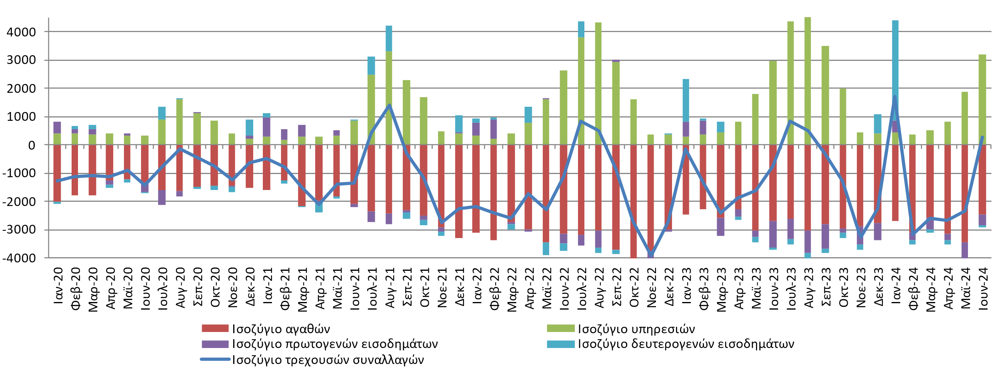 4000
3000
2000
1000
0
-1000
-2000
-3000
-4000
Ιαν-20
Φεβ-20
Μαρ-20
Απρ-20
Μαϊ-20
Ιουν-20
Ιουλ-20
Αυγ-20
Σεπ-20
Οκτ-20
Νοε-20
Δεκ-20
Ιαν-21
Φεβ-21
Μαρ-21
Απρ-21
Μαϊ-21
Ιουν-21
Ιουλ-21
Αυγ-21
Σεπ-21
Οκτ-21
Νοε-21
Δεκ-21
Ιαν-22
Φεβ-22
Μαρ-22
Απρ-22
Μαϊ-22
Ιουν-22
Ιουλ-22
Αυγ-22
Σεπ-22
Οκτ-22
Νοε-22
Δεκ-22
Ιαν-23
Φεβ-23
Μαρ-23
Απρ-23
Μαϊ-23
Ιουν-23
Ιουλ-23
Αυγ-23
Σεπ-23
Οκτ-23
Νοε-23
Δεκ-23
Ιαν-24
Φεβ-24
Μαρ-24
Απρ-24
Μαϊ-24
Ιουν-24
Ισοζύγιο αγαθών
Ισοζύγιο υπηρεσιών
Ισοζύγιο πρωτογενών εισοδημάτων
Ισοζύγιο δευτερογενών εισοδημάτων
Ισοζύγιο τρεχουσών συναλλαγών